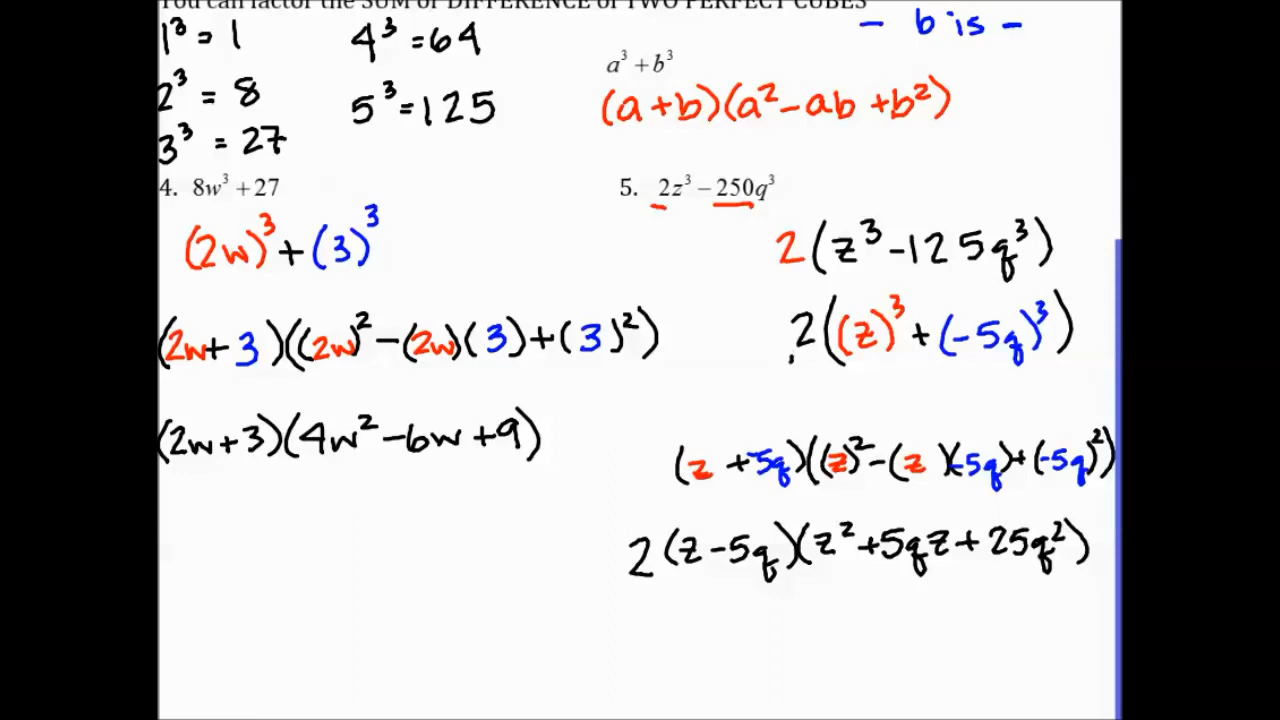 You can factor the SUM or DIFFERENCE of TWO PERFECT CUBES
- b is -
1³ = 1
2³ = 8
3³ = 27
4³ = 64
5³ = 125
a³ + b³
(a + b)(a² - ab + b²)
4. 8w³ + 27
(2w)³ + (3)³
(2w + 3)((2w)² - (2w)(3) + (3)²)
(2w + 3)(4w² - 6w + 9)
5. 2z³ - 250q³
2(z³ - 125q³)
2((z)³ + (-5q)³)
(z + -5q)((z)² - (z)(-5q) + (-5q)²)
2(z - 5q)(z² + 5qz + 25q²)